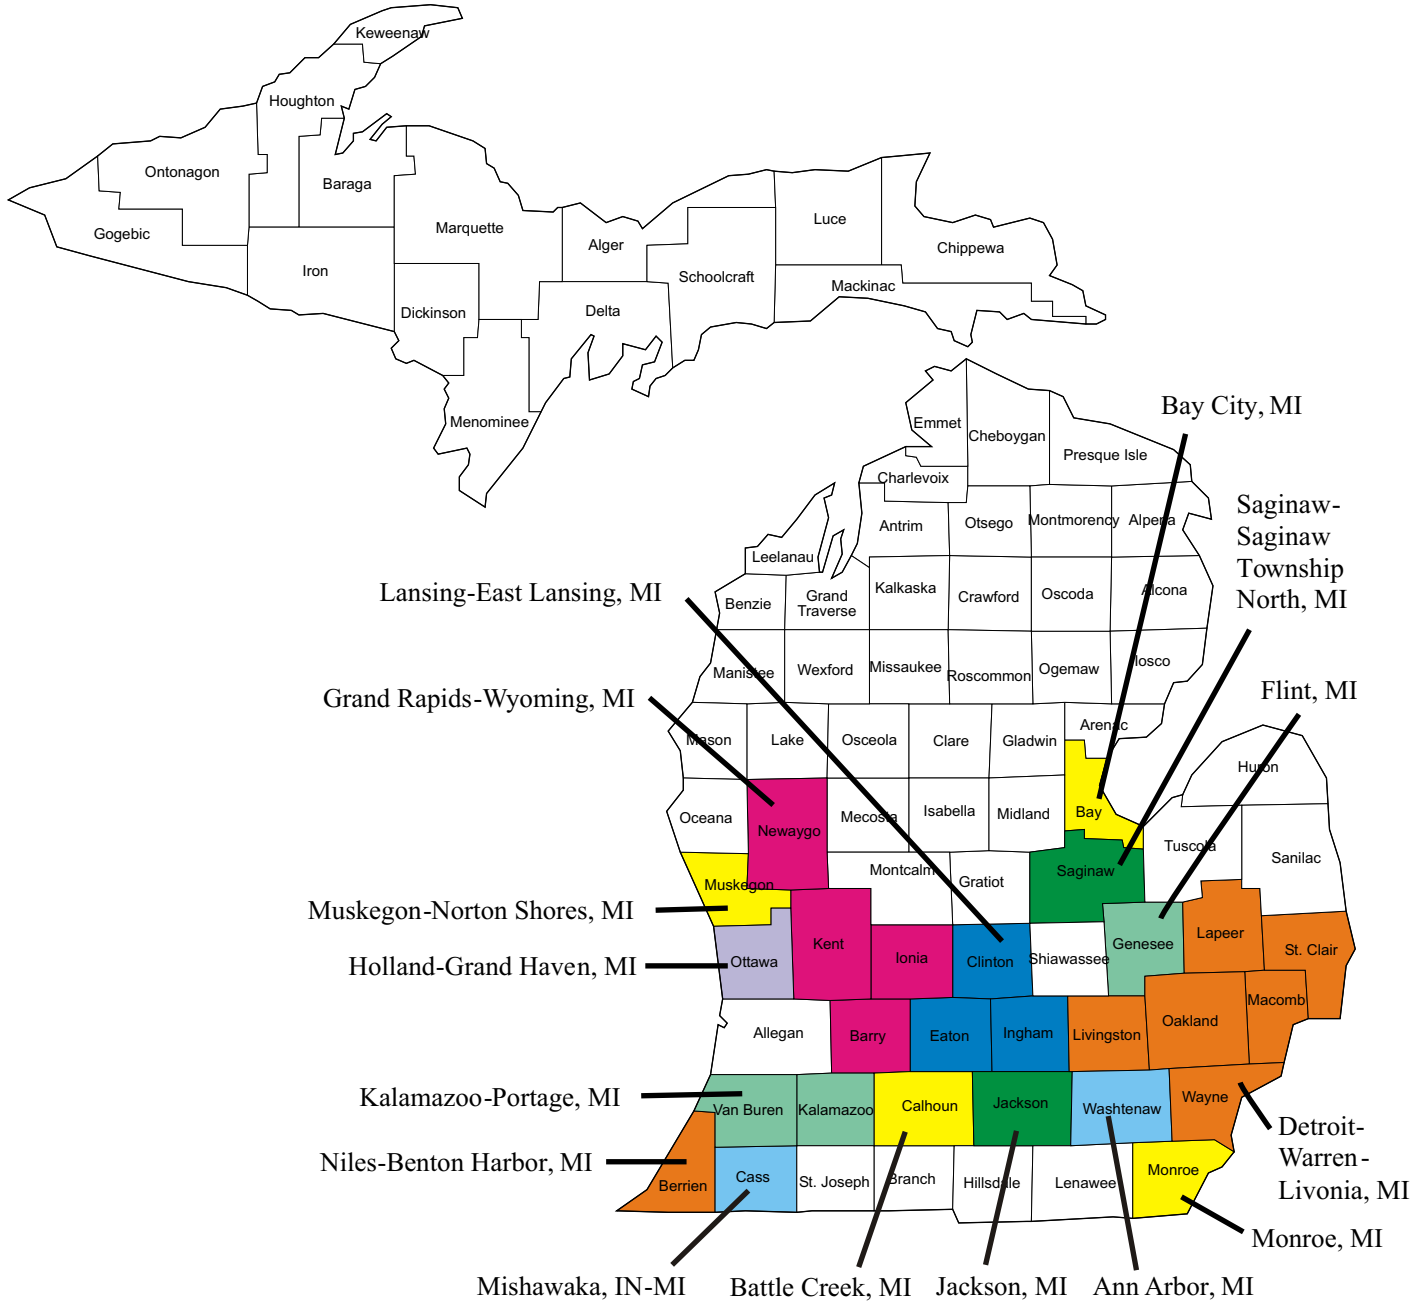 Keweenaw
Houghton
Ontonagon
Baraga
Gogebic
Marquette
Luce
Alger
Chippewa
Iron
Schoolcraft
Mackinac
Dickinson
Delta
Menominee
Bay City, MI
Emmet
Cheboygan
Presque Isle
Charlevoix
Saginaw-
Saginaw
Township
North, MI
Antrim
Otsego
Montmorency
Alpena
Leelanau
Lansing-East Lansing, MI
Benzie
Grand
Traverse
Kalkaska
Crawford
Oscoda
Alcona
Manistee
Wexford
Missaukee
Roscommon
Ogemaw
Iosco
Grand Rapids-Wyoming, MI
Flint, MI
Mason
Lake
Osceola
Clare
Gladwin
Arenac
Huron
Oceana
Newaygo
Mecosta
Isabella
Midland
Bay
Tuscola
Sanilac
Muskegon
Montcalm
Gratiot
Saginaw
Muskegon-Norton Shores, MI
Holland-Grand Haven, MI
Ottawa
Kent
Ionia
Clinton
Shiawassee
Genesee
Lapeer
St. Clair
Allegan
Barry
Eaton
Ingham
Livingston
Oakland
Macomb
Kalamazoo-Portage, MI
Van Buren
Kalamazoo
Calhoun
Jackson
Washtenaw
Wayne
Detroit-
Warren-
Livonia, MI
Niles-Benton Harbor, MI
Berrien
Cass
St. Joseph
Branch
Hillsdale
Lenawee
Monroe
Monroe, MI
Mishawaka, IN-MI
Battle Creek, MI
Jackson, MI
Ann Arbor, MI